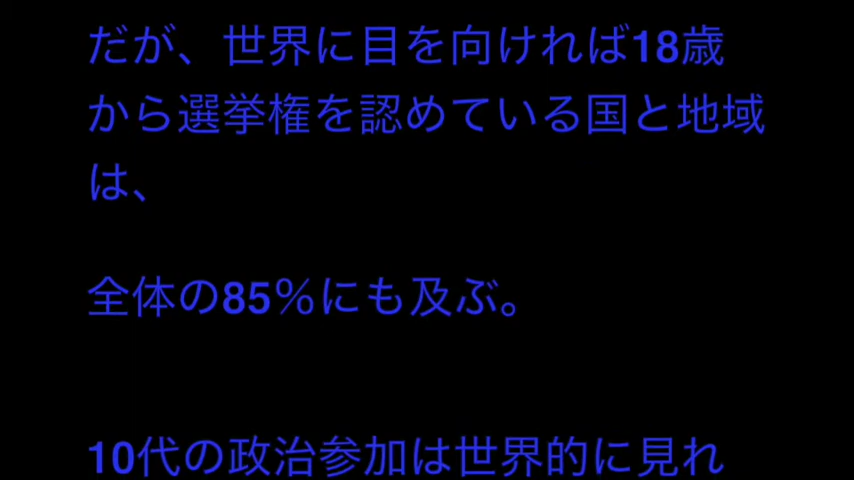 だが、世界に目を向ければ18歳
から選挙権を認めている国と地域
は、
全体の85％にも及ぶ。
10代の政治参加は世界的に見れ